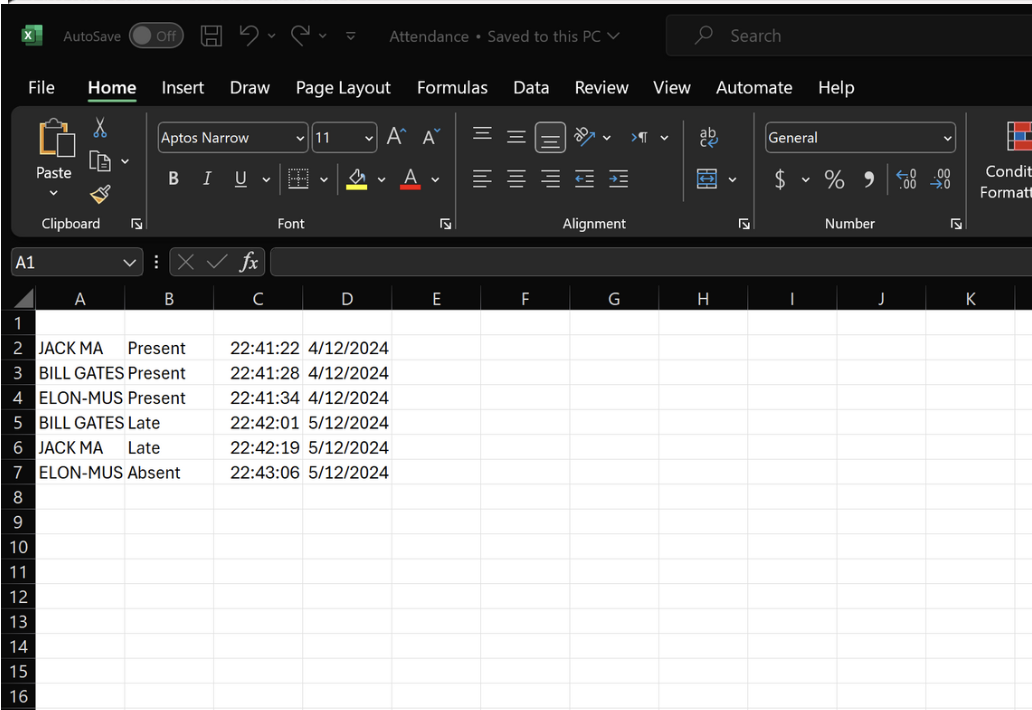 AutoSave Off Attendance • Saved to this PC Search
File Home Insert Draw Page Layout Formulas Data Review View Automate Help
Aptos Narrow 11 General
Paste
B I U A $ % 9
Clipboard Font Alignment Number
A1 fx
A B C D E F G H I J K
1
2 JACK MA Present 22:41:22 4/12/2024
3 BILL GATES Present 22:41:28 4/12/2024
4 ELON-MUS Present 22:41:34 4/12/2024
5 BILL GATES Late 22:42:01 5/12/2024
6 JACK MA Late 22:42:19 5/12/2024
7 ELON-MUS Absent 22:43:06 5/12/2024
8
9
10
11
12
13
14
15
16